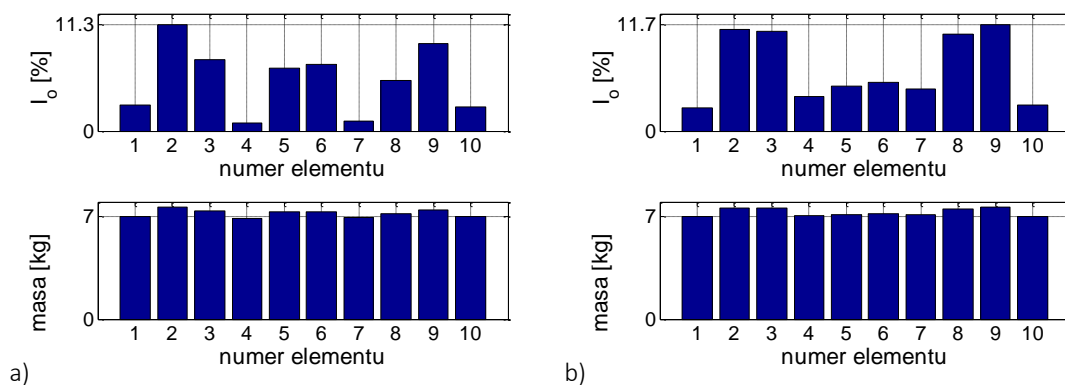 11.3
I_o [%]
0
1 2 3 4 5 6 7 8 9 10
numer elementu
7
masa [kg]
0
1 2 3 4 5 6 7 8 9 10
numer elementu
a)
11.7
I_o [%]
0
1 2 3 4 5 6 7 8 9 10
numer elementu
7
masa [kg]
0
1 2 3 4 5 6 7 8 9 10
numer elementu
b)